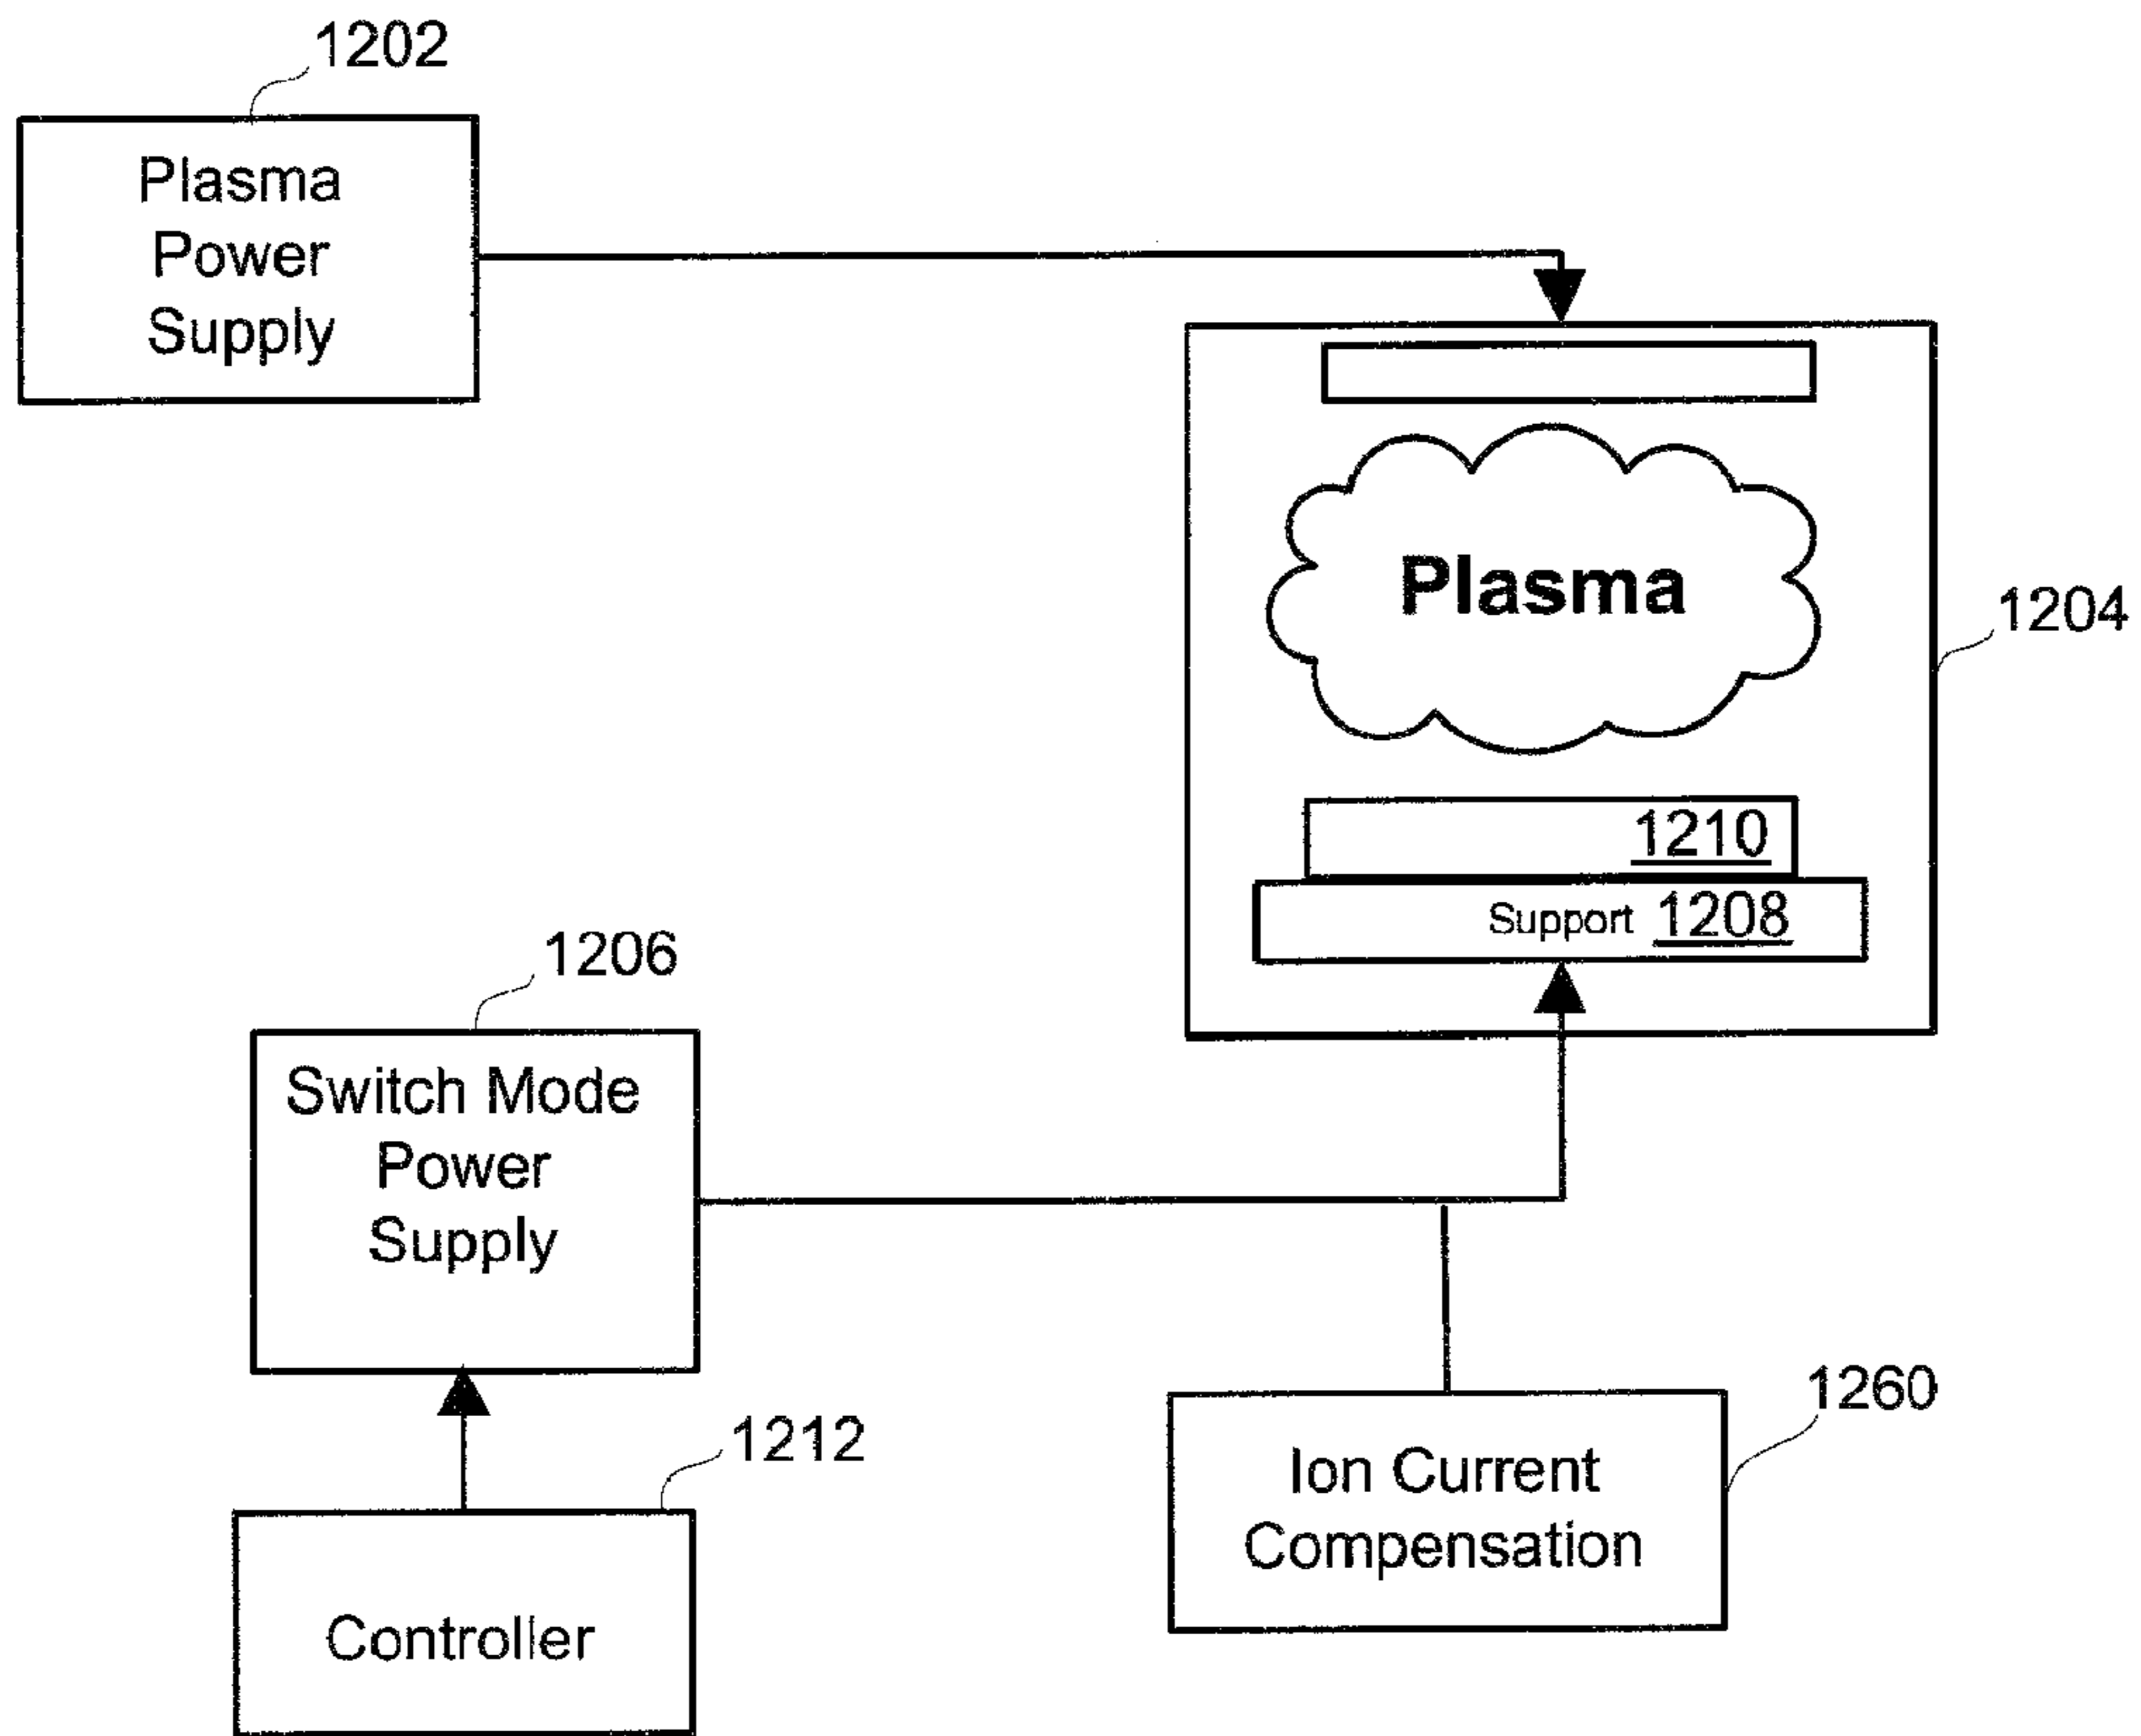 1202
Plasma
Power
Supply
Plasma
1204
1210
Support 1208
1206
Switch Mode
Power
Supply
1212
Controller
1260
Ion Current
Compensation